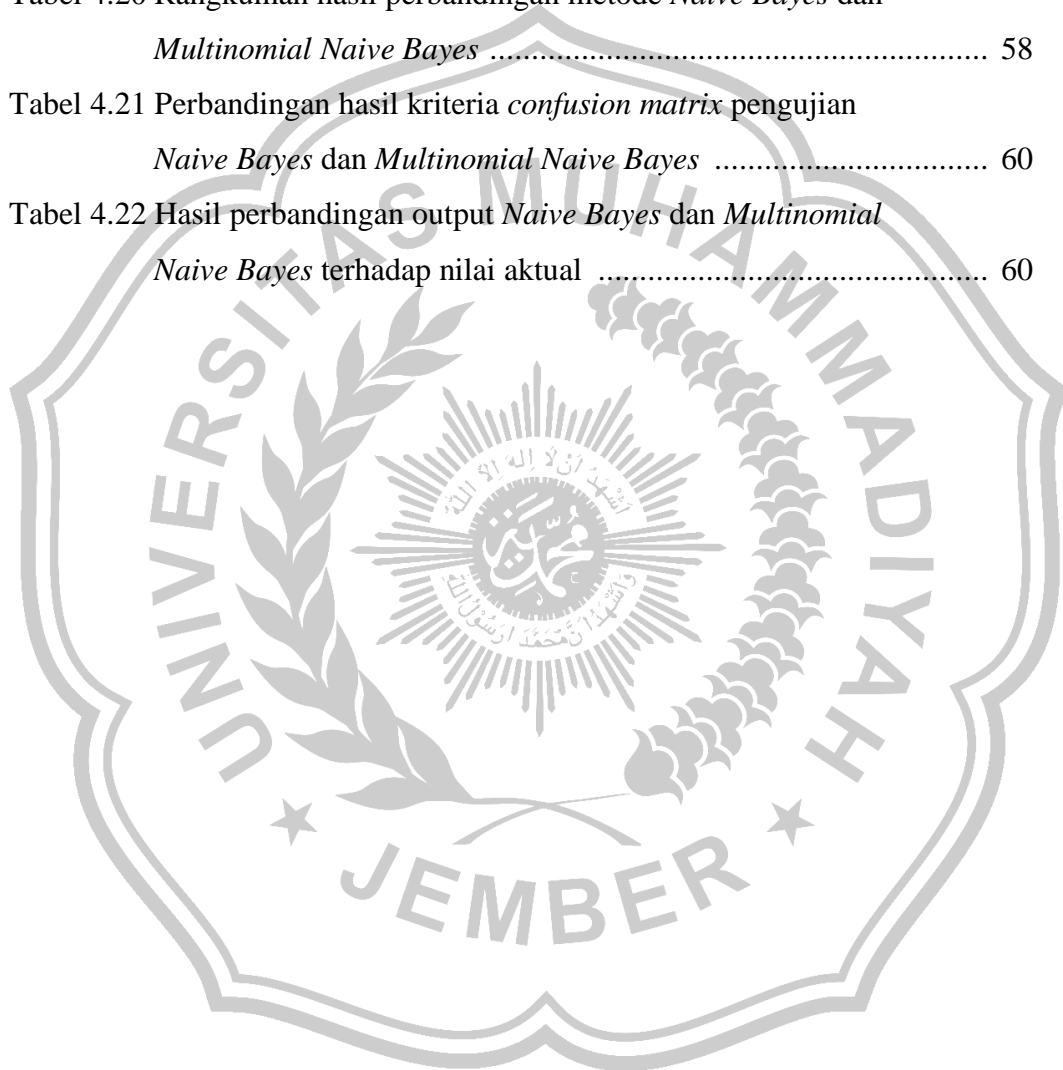 Tabel 4.20 Rangkuman hasil perbandingan metode Naive Bayes dan
Multinomial Naive Bayes ............................................................ 58
Tabel 4.21 Perbandingan hasil kriteria confusion matrix pengujian
Naive Bayes dan Multinomial Naive Bayes ................................. 60
Tabel 4.22 Hasil perbandingan output Naive Bayes dan Multinomial
Naive Bayes terhadap nilai aktual ............................................... 60
UNIVERSITAS MUHAMMADIYAH
JEMBER